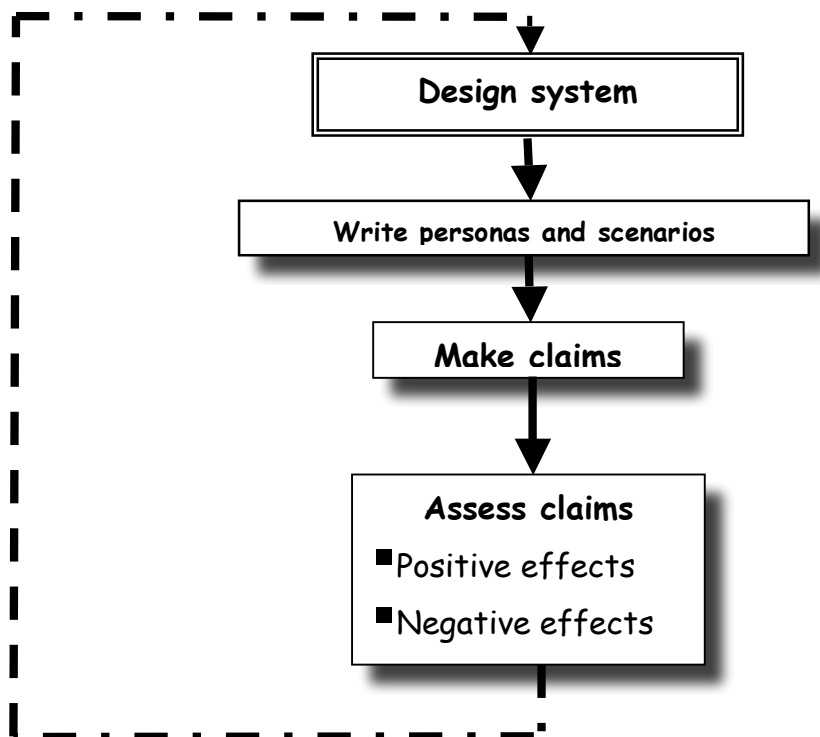 Design system
Write personas and scenarios
Make claims
Assess claims
▪Positive effects
▪Negative effects